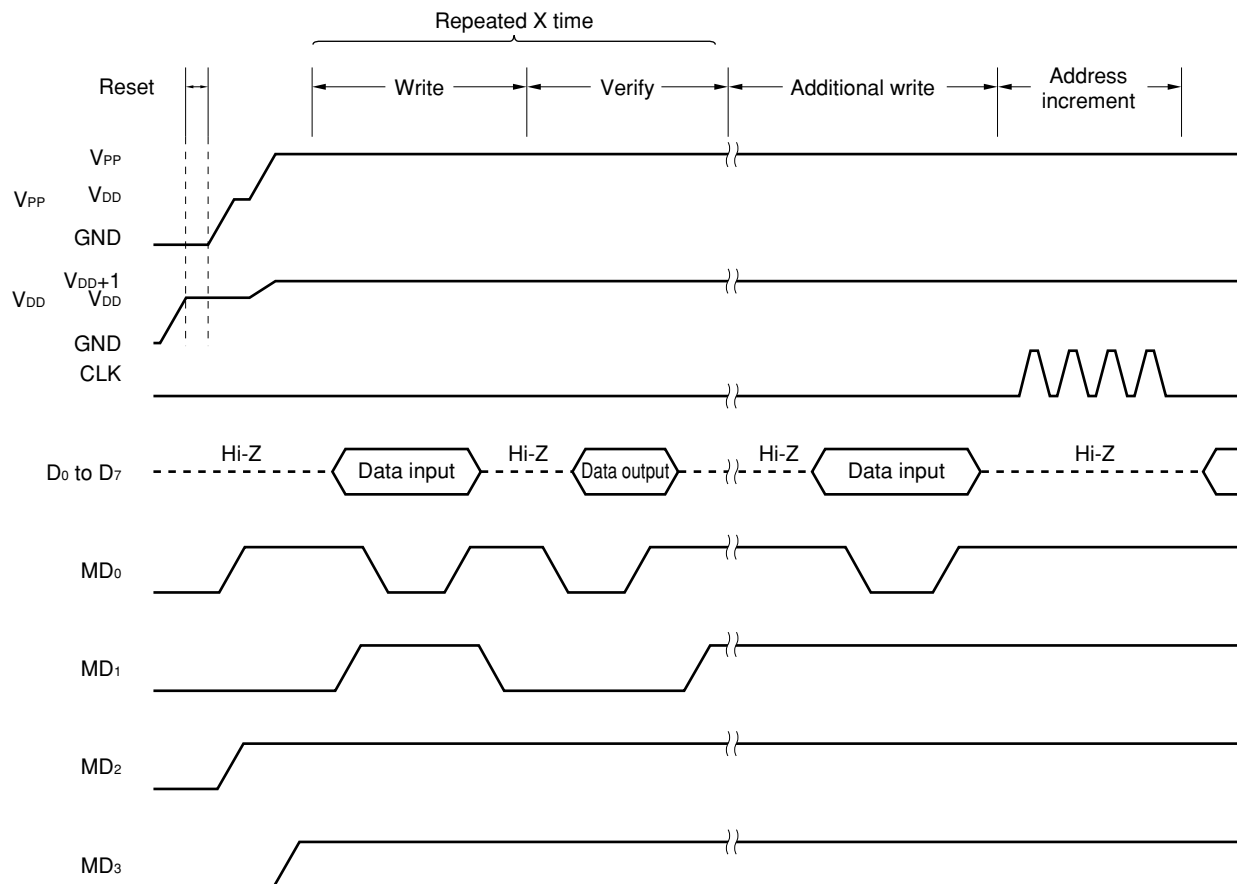 Repeated X time
Reset
Write
Verify
Additional write
Address
increment
VPP
VPP
VDD
GND
VDD
VDD+1
VDD
GND
CLK
D0 to D7
Hi-Z
Data input
Hi-Z
Data output
Hi-Z
Data input
Hi-Z
MD0
MD1
MD2
MD3